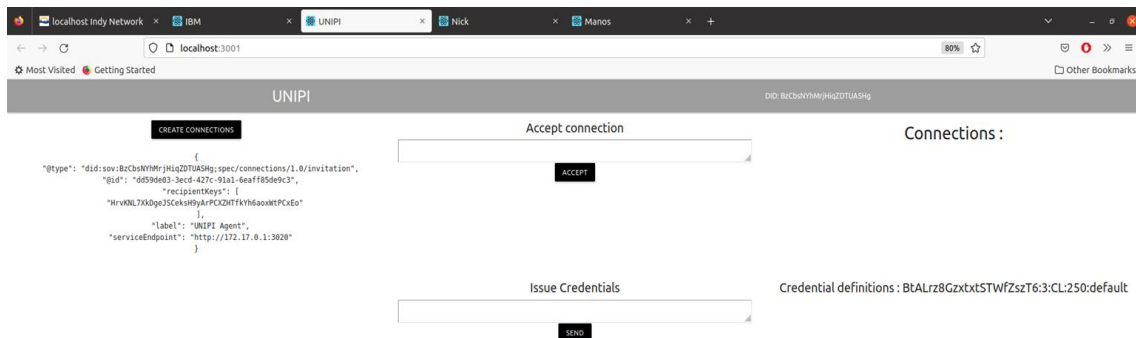 localhost Indy Network
IBM
UNIPI
Nick
Manos
localhost:3001
80%
Most Visited
Getting Started
Other Bookmarks
UNIPI
DID: BzCbsNYhMrjHiqZDTUASHg
CREATE CONNECTIONS
{
"@type": "did:sov:BzCbsNYhMrjHiqZDTUASHg;spec/connections/1.0/invitation",
"@id": "dd59de03-3ecd-427c-91a1-6eaff85de9c3",
"recipientKeys": [
"HrvKNL7XkDgeJSCeksH9yArPCXZHTfkYh6aoxWtPCxEo"
],
"label": "UNIPI Agent",
"serviceEndpoint": "http://172.17.0.1:3020"
}
Accept connection
ACCEPT
Connections :
Issue Credentials
SEND
Credential definitions : BtALrz8GzxtxtSTWfZszT6:3:CL:250:default